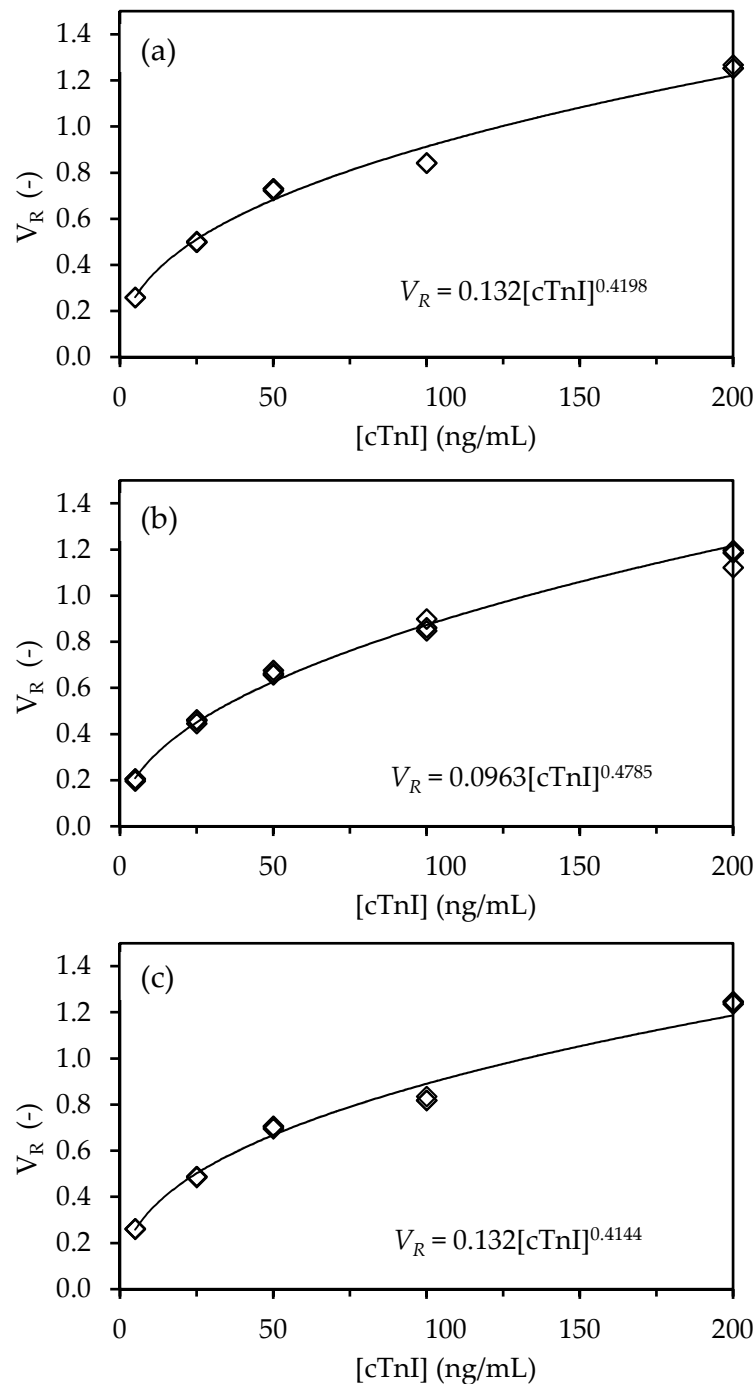 (a)
1.4
1.2
1.0
0.8
0.6
0.4
0.2
0.0
V_R (-)
V_R = 0.132[cTnI]^0.4198
0 50 100 150 200
[cTnI] (ng/mL)
(b)
1.4
1.2
1.0
0.8
0.6
0.4
0.2
0.0
V_R (-)
V_R = 0.0963[cTnI]^0.4785
0 50 100 150 200
[cTnI] (ng/mL)
(c)
1.4
1.2
1.0
0.8
0.6
0.4
0.2
0.0
V_R (-)
V_R = 0.132[cTnI]^0.4144
0 50 100 150 200
[cTnI] (ng/mL)